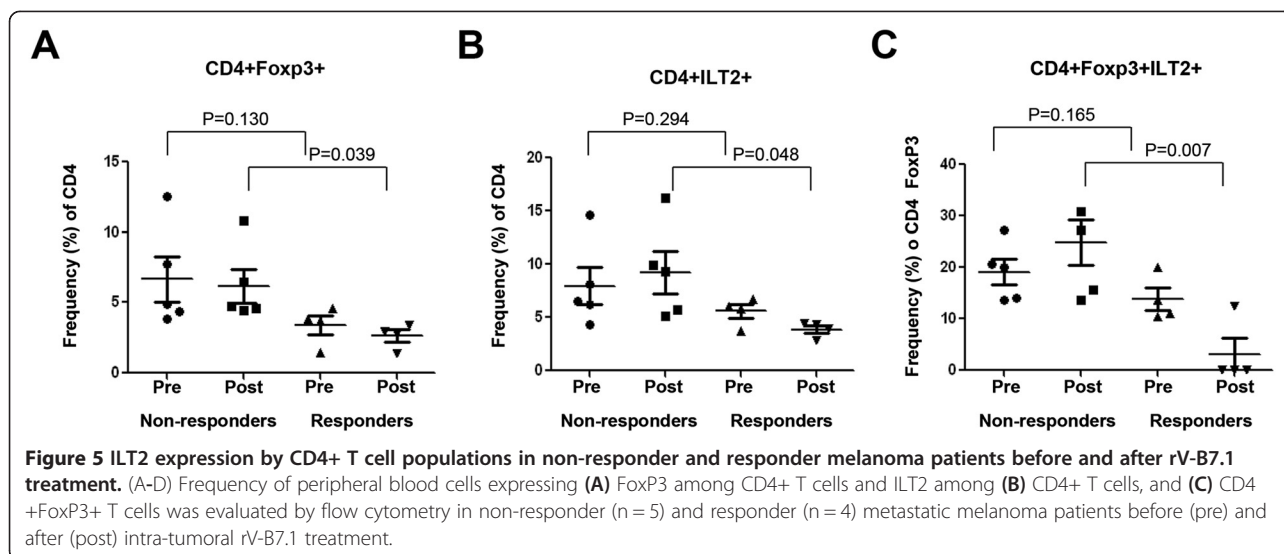 A
CD4+Foxp3+
P=0.130
P=0.039
Frequency (%) of CD4
15
10
5
0
Pre Post Pre Post
Non-responders Responders
B
CD4+ILT2+
P=0.294
P=0.048
Frequency (%) of CD4
20
15
10
5
0
Pre Post Pre Post
Non-responders Responders
C
CD4+Foxp3+ILT2+
P=0.165
P=0.007
Frequency (%) o CD4 FoxP3
40
30
20
10
0
Pre Post Pre Post
Non-responders Responders
Figure 5 ILT2 expression by CD4+ T cell populations in non-responder and responder melanoma patients before and after rV-B7.1
treatment. (A-D) Frequency of peripheral blood cells expressing (A) FoxP3 among CD4+ T cells and ILT2 among (B) CD4+ T cells, and (C) CD4
+FoxP3+ T cells was evaluated by flow cytometry in non-responder (n = 5) and responder (n = 4) metastatic melanoma patients before (pre) and
after (post) intra-tumoral rV-B7.1 treatment.